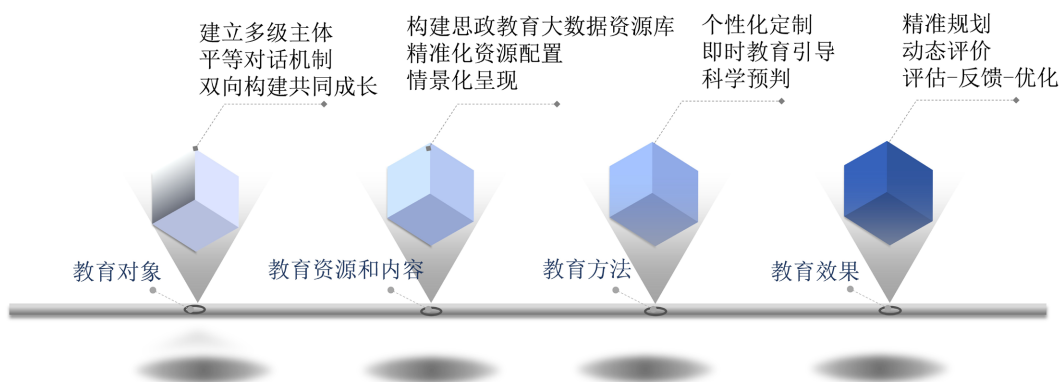 建立多级主体
平等对话机制
双向构建共同成长
构建思政教育大数据资源库
精准化资源配置
情景化呈现
个性化定制
即时教育引导
科学预判
精准规划
动态评价
评估-反馈-优化
教育对象
教育资源和内容
教育方法
教育效果